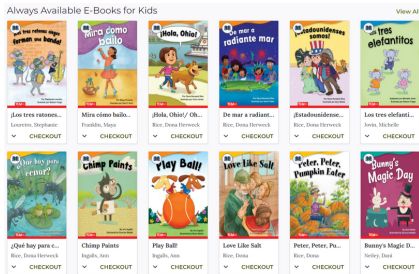 Always Available E-Books for Kids
View Al
¡Los tres ratones ciegos
forman una banda!
Mira cómo
bailo
¡Hola, Ohio!
De mar a
radiante mar
¡Estadounidenses
somos!
Los tres
elefantitos
¡Los tres ratones...
Mira cómo bailo...
¡Hola, Ohio!/ Oh...
De mar a radiant...
¡Estadounidense...
Los tres elefanti...
Loureiro, Stephanie
Franklin, Maya
Rice, Dona Herweck
Rice, Dona Herweck
Rice, Dona Herweck
Jovin, Michelle
CHECKOUT
CHECKOUT
CHECKOUT
CHECKOUT
CHECKOUT
CHECKOUT
¿Qué hay para
cenar?
Chimp Paints
Play Ball!
Love Like Salt
Peter, Peter,
Pumpkin Eater
Bunny's
Magic Day
¿Qué hay para c...
Chimp Paints
Play Ball!
Love Like Salt
Peter, Peter, Pu...
Bunny's Magic D...
Rice, Dona Herweck
Ingalls, Ann
Ingalls, Ann
Rice, Dona Herweck
Rice, Dona Herweck
Neiley, Dani
CHECKOUT
CHECKOUT
CHECKOUT
CHECKOUT
CHECKOUT
CHECKOUT